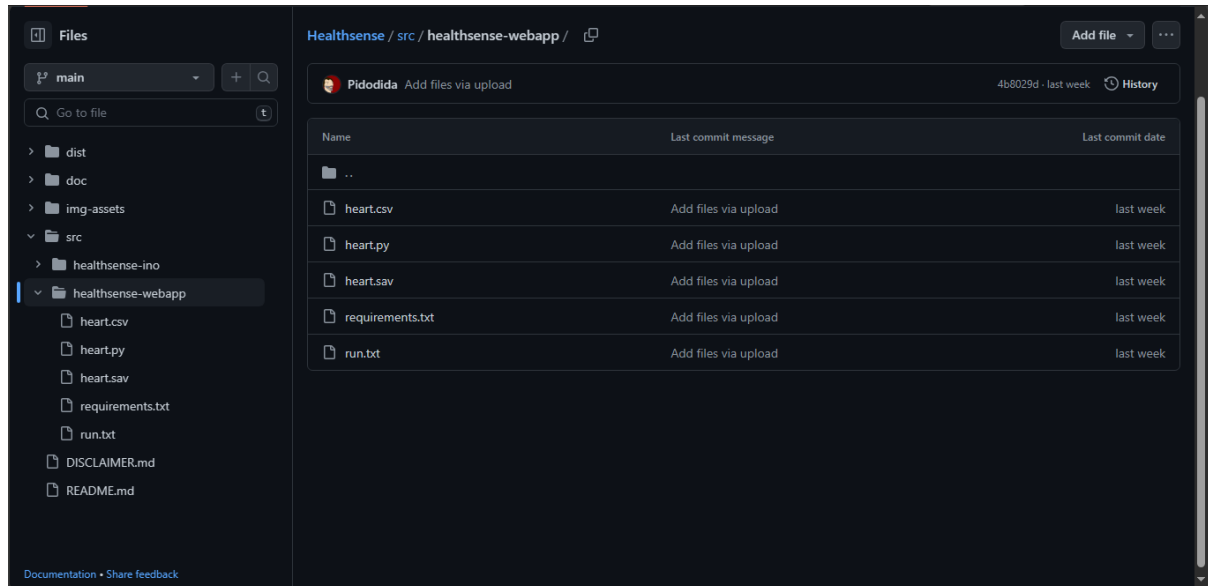 Files
main
Go to file
t
dist
doc
img-assets
src
healthsense-ino
healthsense-webapp
heart.csv
heart.py
heart.sav
requirements.txt
run.txt
DISCLAIMER.md
README.md
Documentation • Share feedback
Healthsense / src / healthsense-webapp /
Add file
Pidodida Add files via upload 4b8029d · last week History
Name Last commit message Last commit date
..
heart.csv Add files via upload last week
heart.py Add files via upload last week
heart.sav Add files via upload last week
requirements.txt Add files via upload last week
run.txt Add files via upload last week